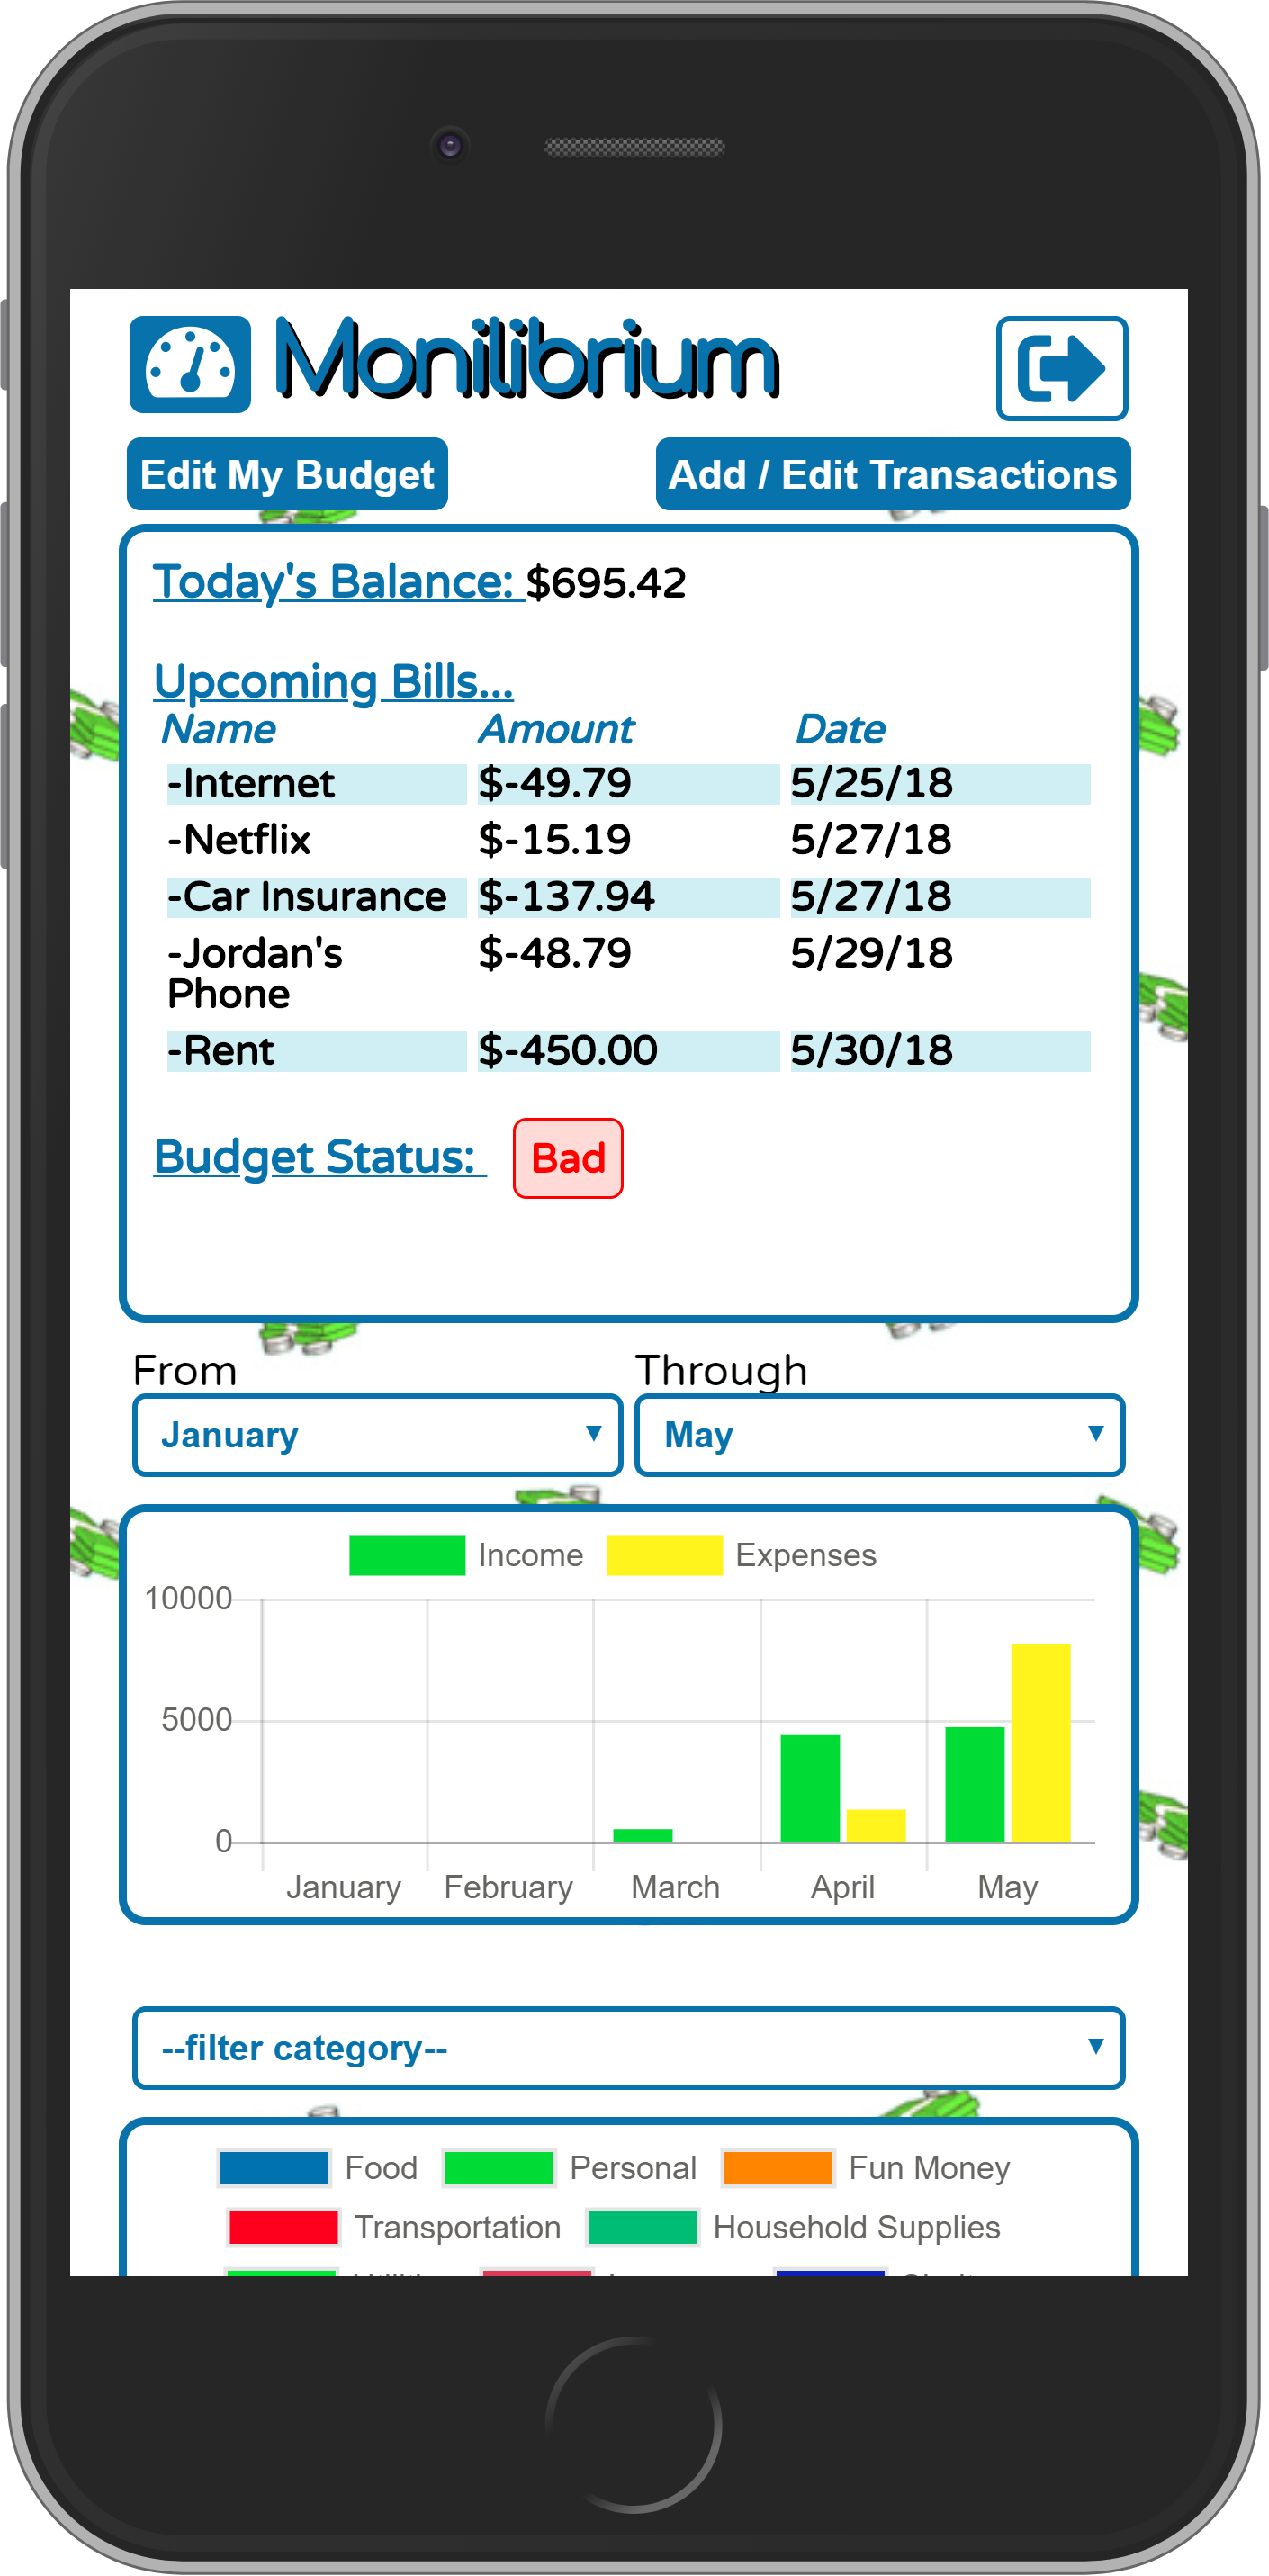 Monilibrium
Edit My Budget
Add / Edit Transactions
Today's Balance: $695.42
Upcoming Bills...
Name Amount Date
-Internet $-49.79 5/25/18
-Netflix $-15.19 5/27/18
-Car Insurance $-137.94 5/27/18
-Jordan's $-48.79 5/29/18
Phone
-Rent $-450.00 5/30/18
Budget Status: Bad
From Through
January ▼ May ▼
Income Expenses
10000
5000
0
January February March April May
--filter category-- ▼
Food Personal Fun Money
Transportation Household Supplies